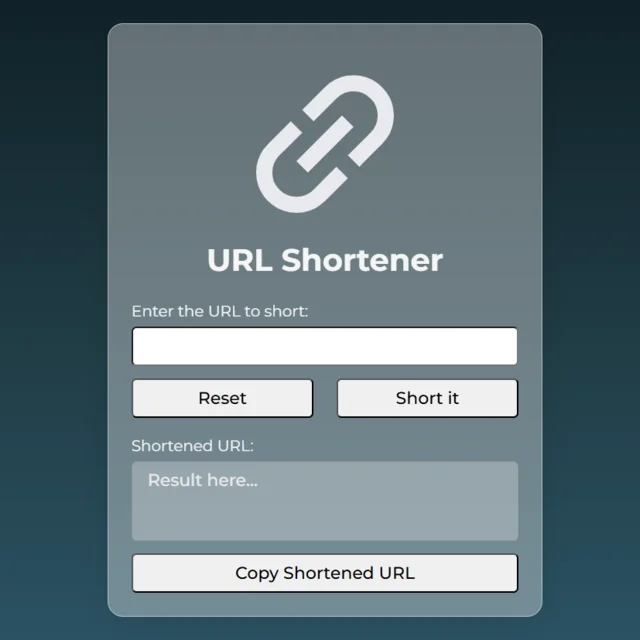 URL Shortener
Enter the URL to short:
Reset
Short it
Shortened URL:
Result here...
Copy Shortened URL